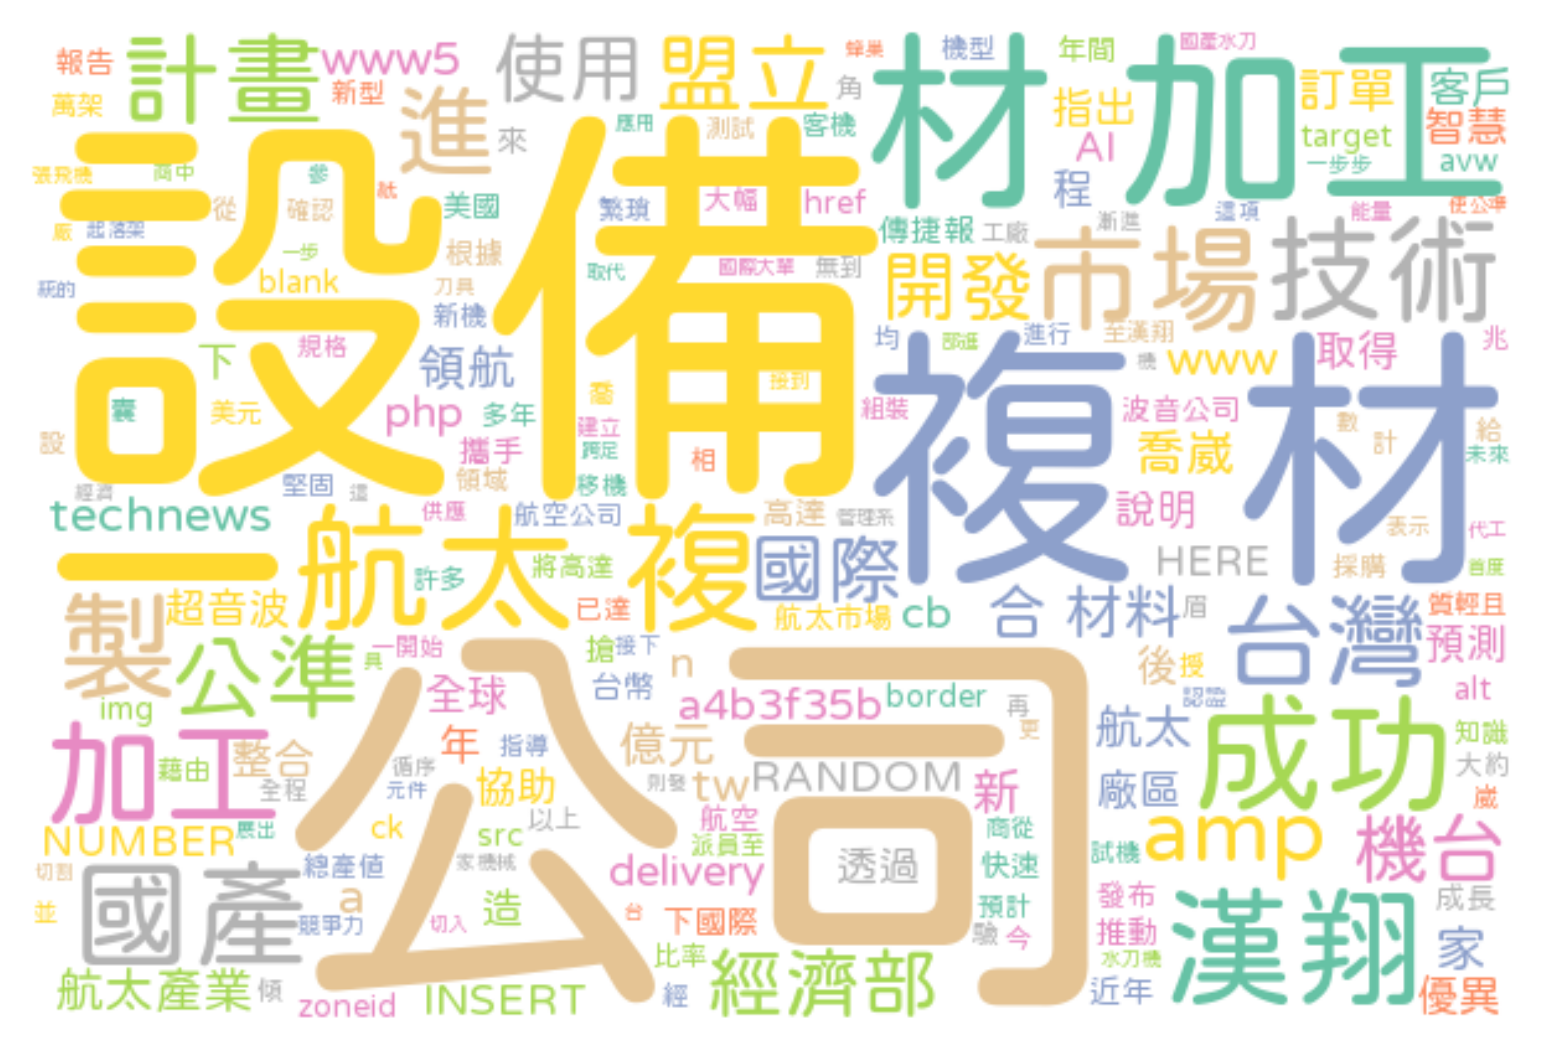 報告
計畫
www5
使用
盟立
蜂巢
機型
年間
國產水刀
材加工
萬架
新型
進
角
指出
訂單
客戶
來
應用
測試
客機
AI
target
智慧
設備
張飛機
商中
參
程
一步步
avw
從
確認
美國
繁瑣
大幅
href
這項
能量
使公準
廠
起落架
一步
根據
傳捷報
工廠
漸進
市場
技術
blank
刀具
取代
國際大單
無到
開發
統的
新機
均
部進
進行
至漢翔
下
規格
領航
複材
機
www
取得
兆
囊
美元
php
多年
喬
接到
組裝
波音公司
數
給
設
攜手
建立
跨足
相
喬崴
計
未來
經濟
堅固
這
領域
移機
technews
供應
航空公司
高達
管理系
說明
表示
代工
一
航太複
國際
HERE
採購
首度
許多
將高達
製
超音波
已達
航太市場
cb
合
材料
眉
台灣
質輕且
公準
一開始
具
搶
接下
n
後
授
預測
img
全球
台幣
a4b3f35b
border
再
認證
alt
加工
藉由
整合
年
指導
億元
更
航太
成功
知識
全程
循序
元件
協助
則發
tw
RANDOM
新
廠區
大約
崴
NUMBER
展出
ck
src
以上
航空
商從
amp
機台
切割
國產
總產值
家機械
派員至
透過
快速
試機
公司
delivery
並
a
競爭力
切入
造
台
下國際
預計
發布
漢翔
成長
驗
今
推動
家
航太產業
傾
比率
經濟部
水刀機
zoneid
INSERT
經
近年
優異